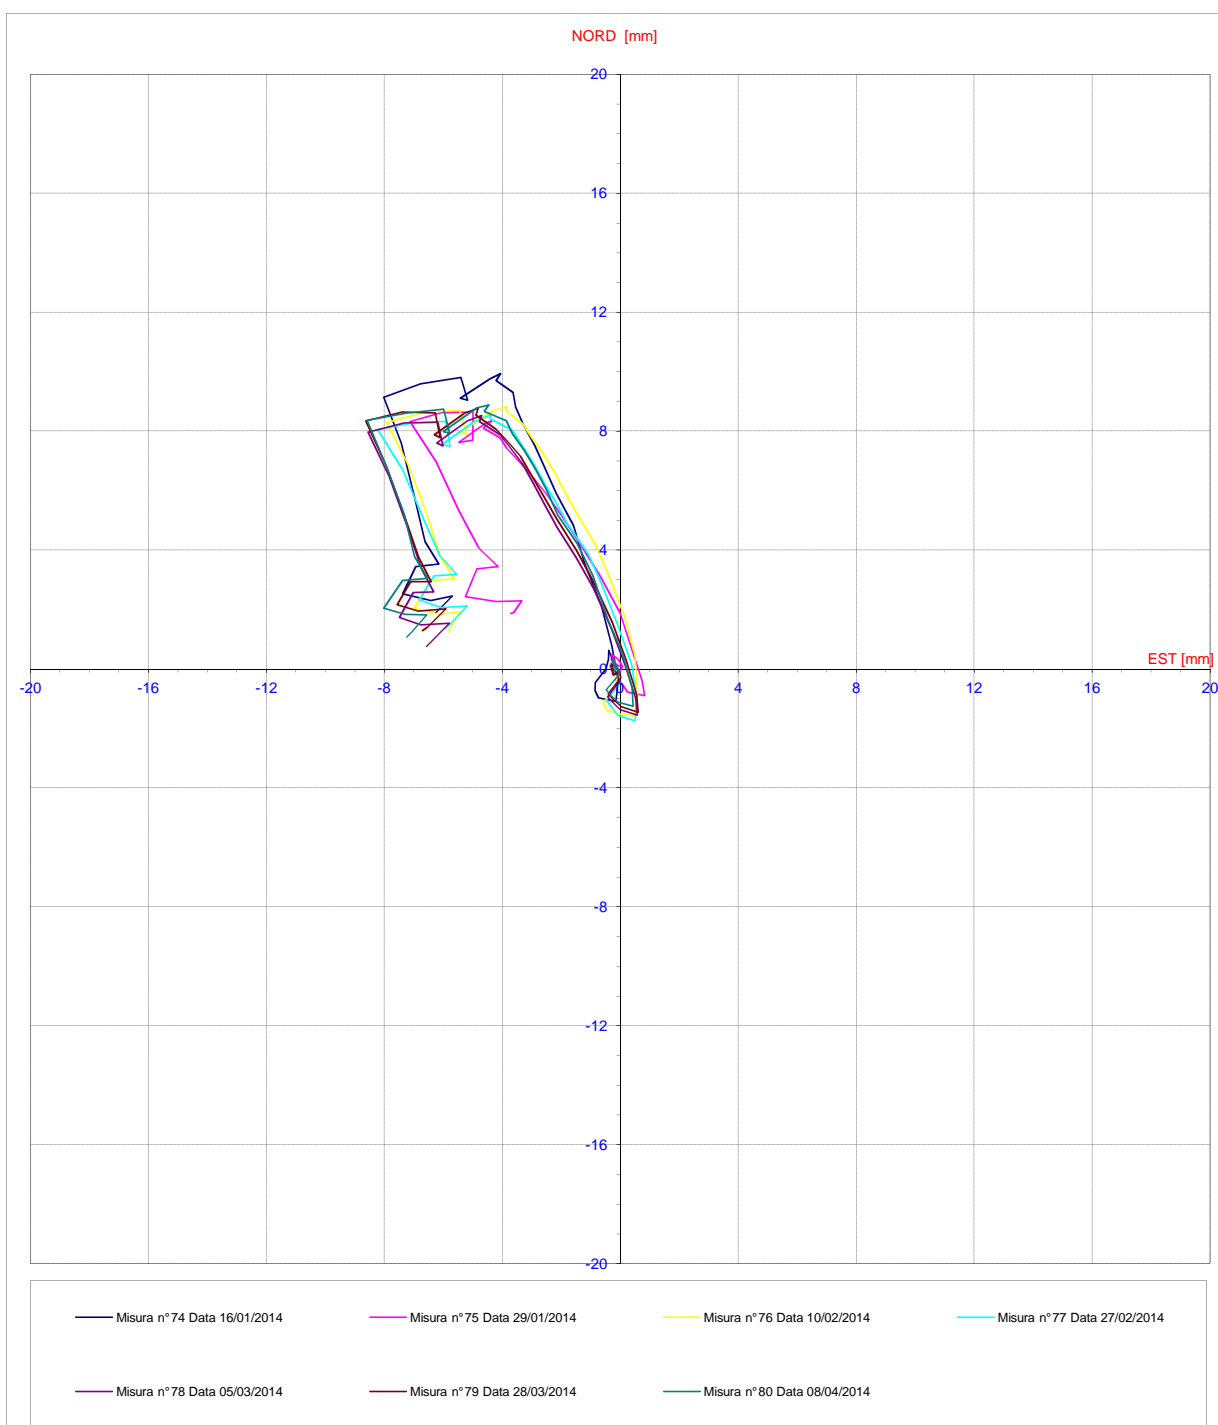 NORD [mm]
20
16
12
8
4
EST [mm]
0
-20 -16 -12 -8 -4 0 4 8 12 16 20
-4
-8
-12
-16
-20
Misura n°74 Data 16/01/2014 Misura n°75 Data 29/01/2014 Misura n°76 Data 10/02/2014 Misura n°77 Data 27/02/2014
Misura n°78 Data 05/03/2014 Misura n°79 Data 28/03/2014 Misura n°80 Data 08/04/2014